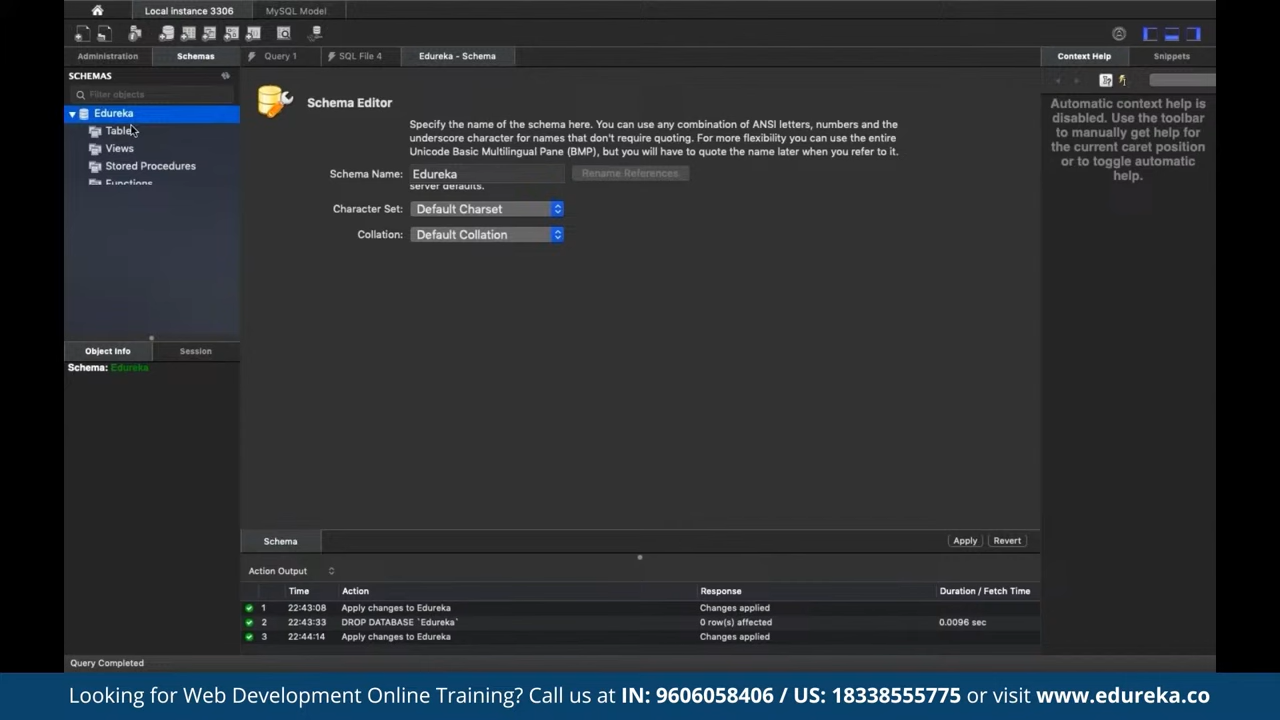 Local instance 3306
MySQL Model
Administration
Schemas
Query 1
SQL File 4
Edureka - Schema
Context Help
Snippets
SCHEMAS
Filter objects
Edureka
Tables
Views
Stored Procedures
Functions
Schema Editor
Specify the name of the schema here. You can use any combination of ANSI letters, numbers and the
underscore character for names that don't require quoting. For more flexibility you can use the entire
Unicode Basic Multilingual Pane (BMP), but you will have to quote the name later when you refer to it.
Schema Name: Edureka
Rename References
server defaults.
Character Set: Default Charset
Collation: Default Collation
Automatic context help is
disabled. Use the toolbar
to manually get help for
the current caret position
or to toggle automatic
help.
Object Info
Session
Schema: Edureka
Schema
Apply
Revert
Action Output
Time Action Response Duration / Fetch Time
1 22:43:08 Apply changes to Edureka Changes applied
2 22:43:33 DROP DATABASE `Edureka` 0 row(s) affected 0.0096 sec
3 22:44:14 Apply changes to Edureka Changes applied
Query Completed
Looking for Web Development Online Training? Call us at IN: 9606058406 / US: 18338555775 or visit www.edureka.co